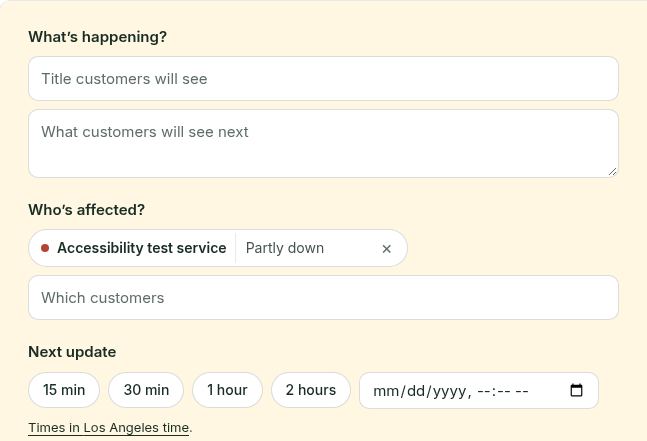 What's happening?
Title customers will see
What customers will see next
Who's affected?
Accessibility test service Partly down ×
Which customers
Next update
15 min 30 min 1 hour 2 hours mm/dd/yyyy, --:-- --
Times in Los Angeles time.